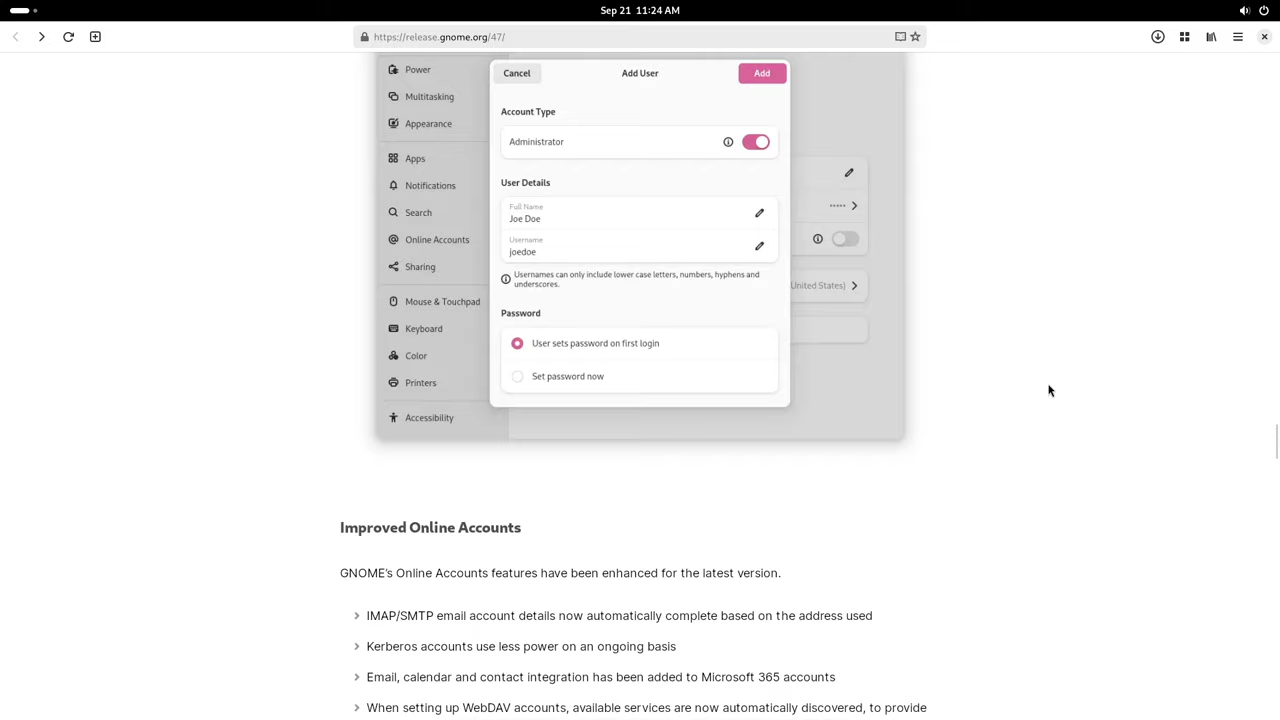 Sep 21 11:24 AM
https://release.gnome.org/47/
Power
Multitasking
Appearance
Apps
Notifications
Search
Online Accounts
Sharing
Mouse & Touchpad
Keyboard
Color
Printers
Accessibility
Cancel
Add User
Add
Account Type
Administrator
User Details
Full Name
Joe Doe
Username
joedoe
Usernames can only include lower case letters, numbers, hyphens and
underscores.
Password
User sets password on first login
Set password now
United States)
Improved Online Accounts
GNOME's Online Accounts features have been enhanced for the latest version.
IMAP/SMTP email account details now automatically complete based on the address used
Kerberos accounts use less power on an ongoing basis
Email, calendar and contact integration has been added to Microsoft 365 accounts
When setting up WebDAV accounts, available services are now automatically discovered, to provide